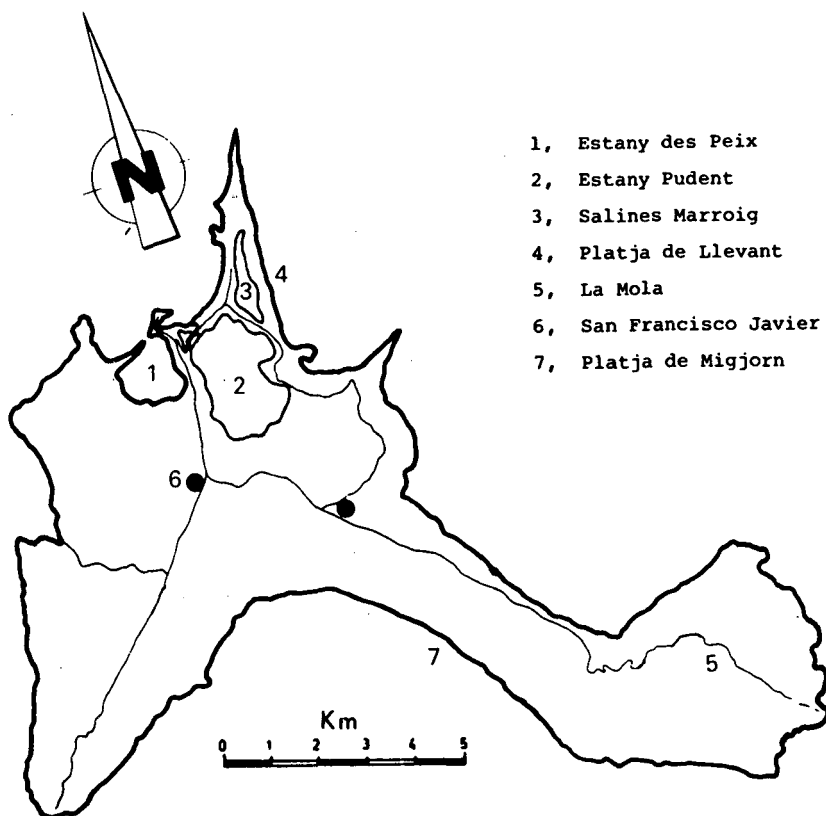 N
1, Estany des Peix
2, Estany Pudent
3, Salines Marroig
4, Platja de Llevant
5, La Mola
6, San Francisco Javier
7, Platja de Migjorn
4
3
1
2
6
7
5
Km
0 1 2 3 4 5